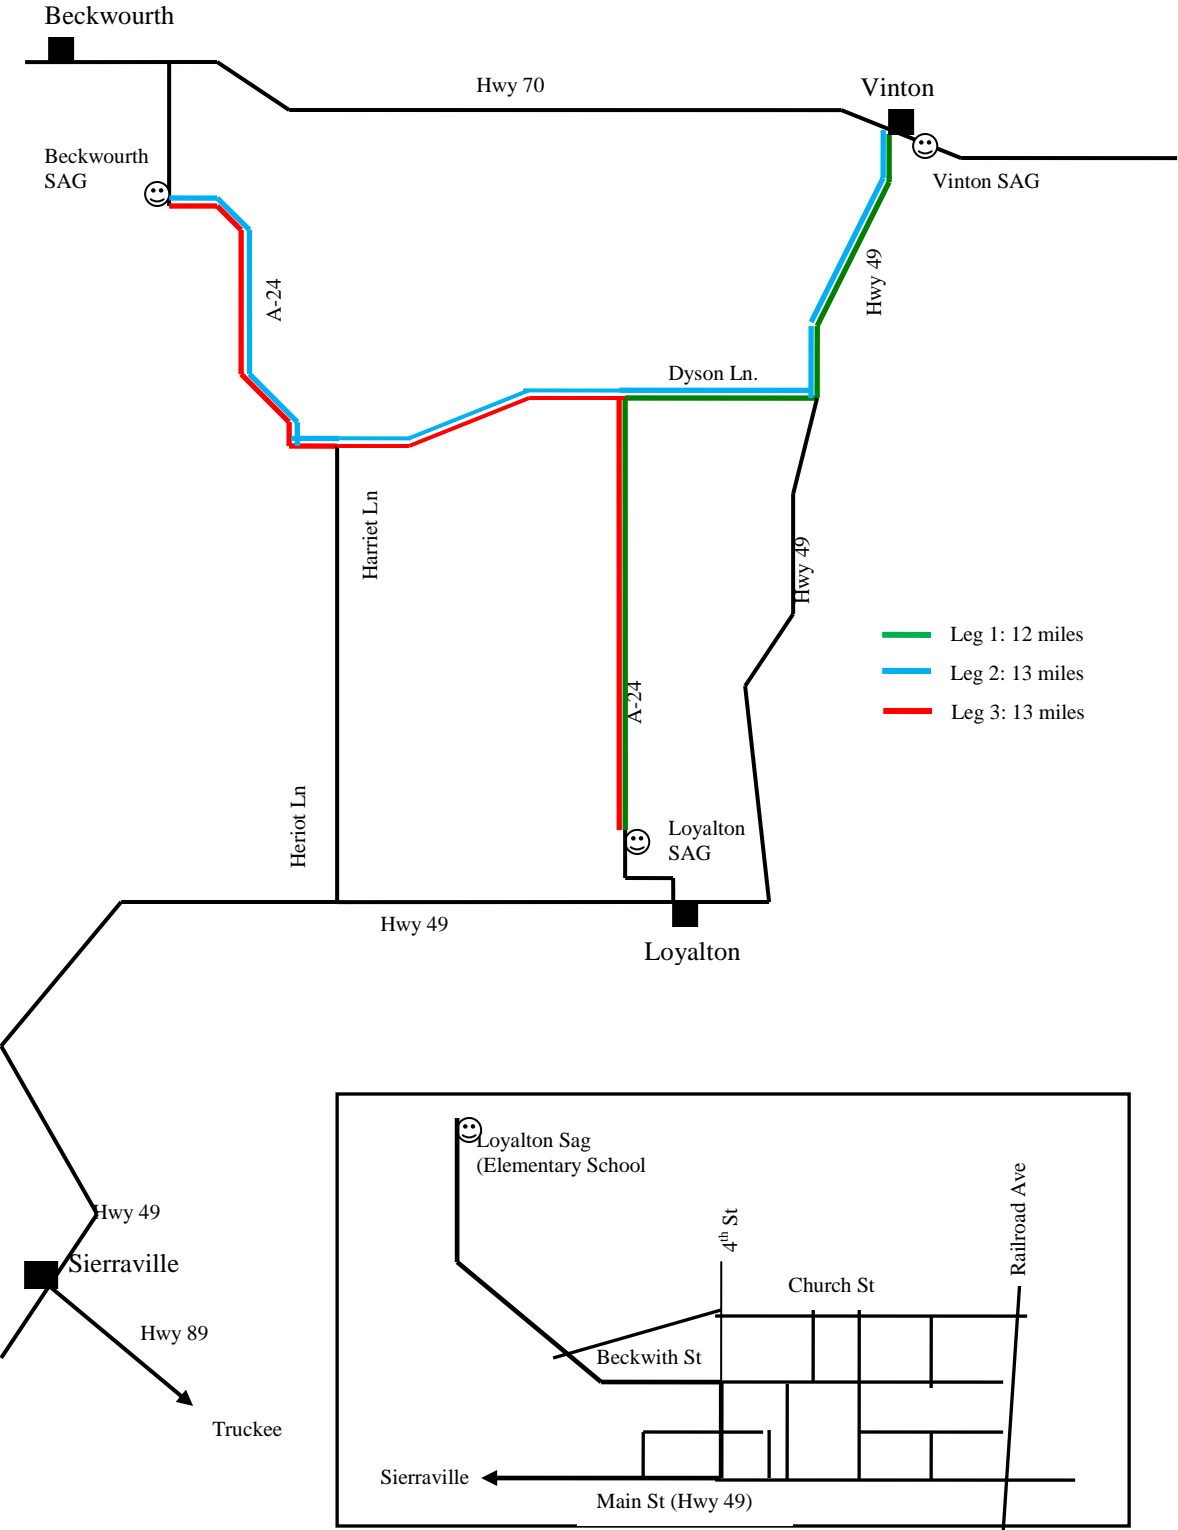 Beckwourth
Hwy 70
Vinton
Beckwourth
SAG
Vinton SAG
A-24
Hwy 49
Dyson Ln.
Harriet Ln
Hwy 49
Leg 1: 12 miles
Leg 2: 13 miles
Leg 3: 13 miles
A-24
Heriot Ln
Loyalton
SAG
Hwy 49
Loyalton
Loyalton Sag
(Elementary School
Railroad Ave
4th St
Hwy 49
Sierraville
Church St
Hwy 89
Beckwith St
Truckee
Sierraville
Main St (Hwy 49)